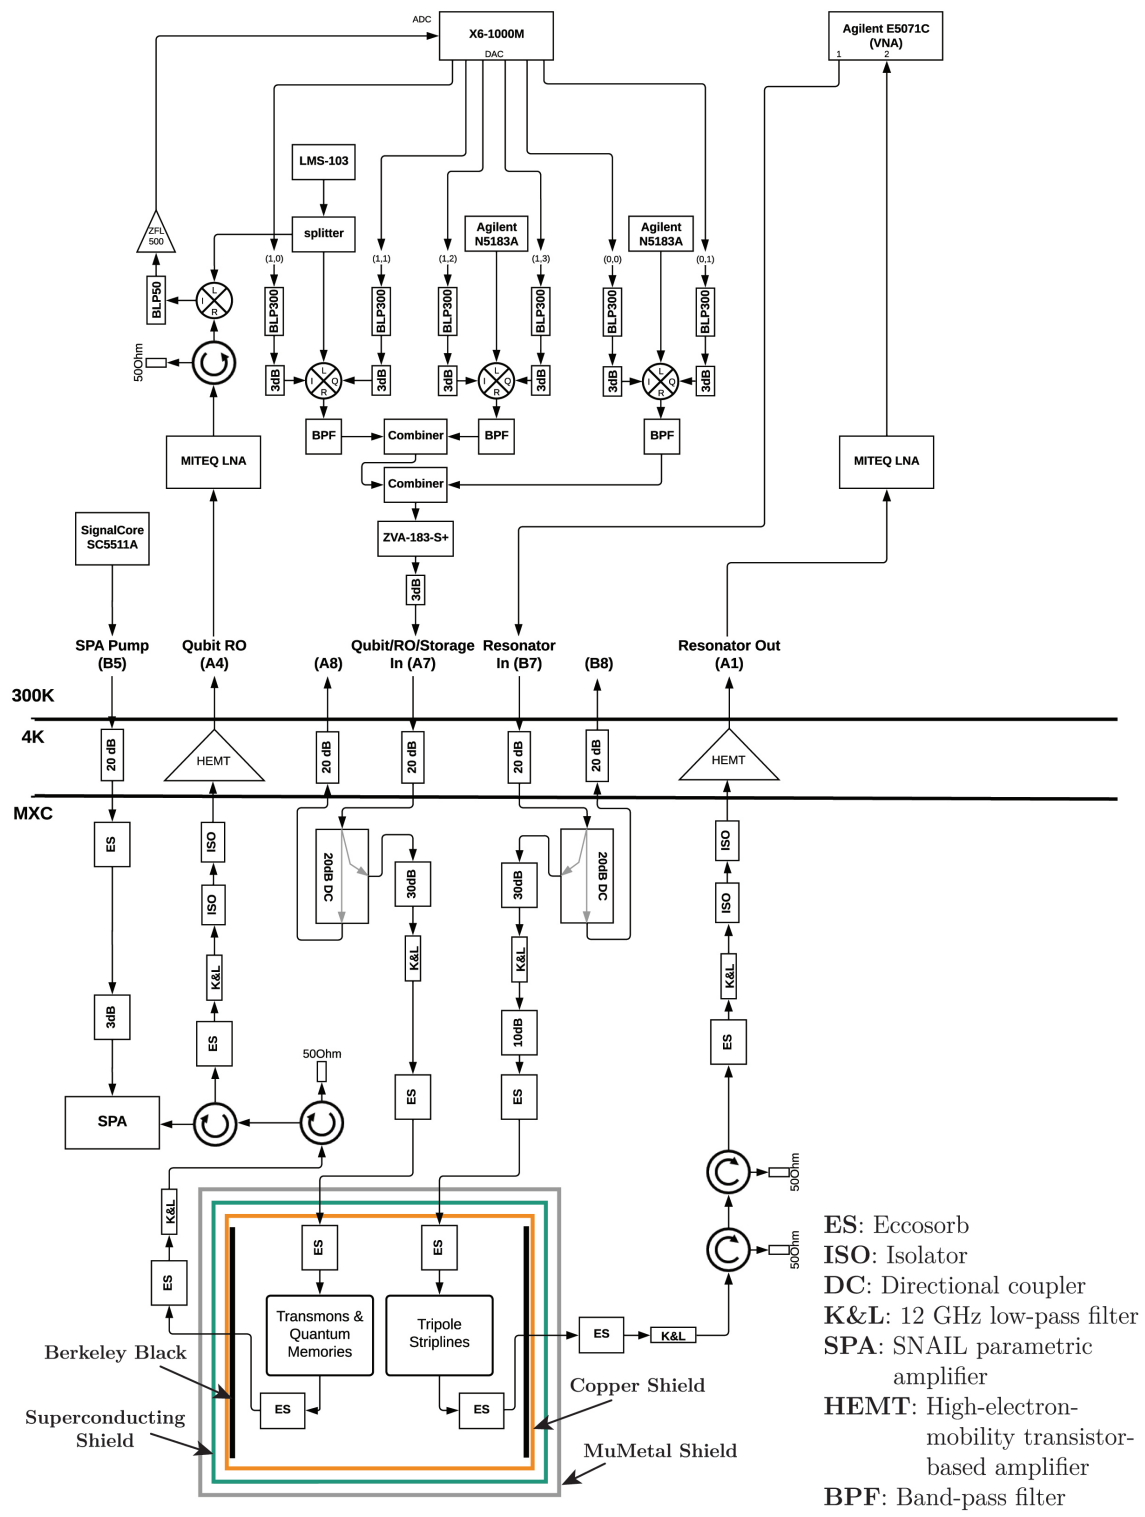 ADC
X6-1000M
DAC
Agilent E5071C
(VNA)
1
2
LMS-103
splitter
Agilent
N5183A
Agilent
N5183A
ZFL
500
(1,0)
(1,1)
(1,2)
(1,3)
(0,0)
(0,1)
BLP50
L
I
R
BLP300
BLP300
BLP300
BLP300
BLP300
BLP300
50Ohm
3dB
L
I
Q
R
3dB
3dB
L
I
Q
R
3dB
3dB
L
I
Q
R
3dB
BPF
Combiner
BPF
BPF
MITEQ LNA
Combiner
MITEQ LNA
SignalCore
SC5511A
ZVA-183-S+
3dB
SPA Pump
(B5)
Qubit RO
(A4)
(A8)
Qubit/RO/Storage
In (A7)
Resonator
In (B7)
(B8)
Resonator Out
(A1)
300K
4K
20 dB
HEMT
20 dB
20 dB
20 dB
20 dB
HEMT
MXC
ES
OSI
20dB DC
30dB
30dB
20dB DC
OSI
OSI
OSI
K&L
K&L
K&L
K&L
3dB
ES
10dB
ES
50Ohm
ES
ES
SPA
50Ohm
K&L
ES
ES
50Ohm
ES
Transmons &
Quantum
Memories
Tripole
Striplines
ES
K&L
ES
ES
Berkeley Black
Superconducting
Shield
Copper Shield
MuMetal Shield
ES: Eccosorb
ISO: Isolator
DC: Directional coupler
K&L: 12 GHz low-pass filter
SPA: SNAIL parametric
amplifier
HEMT: High-electron-
mobility transistor-
based amplifier
BPF: Band-pass filter